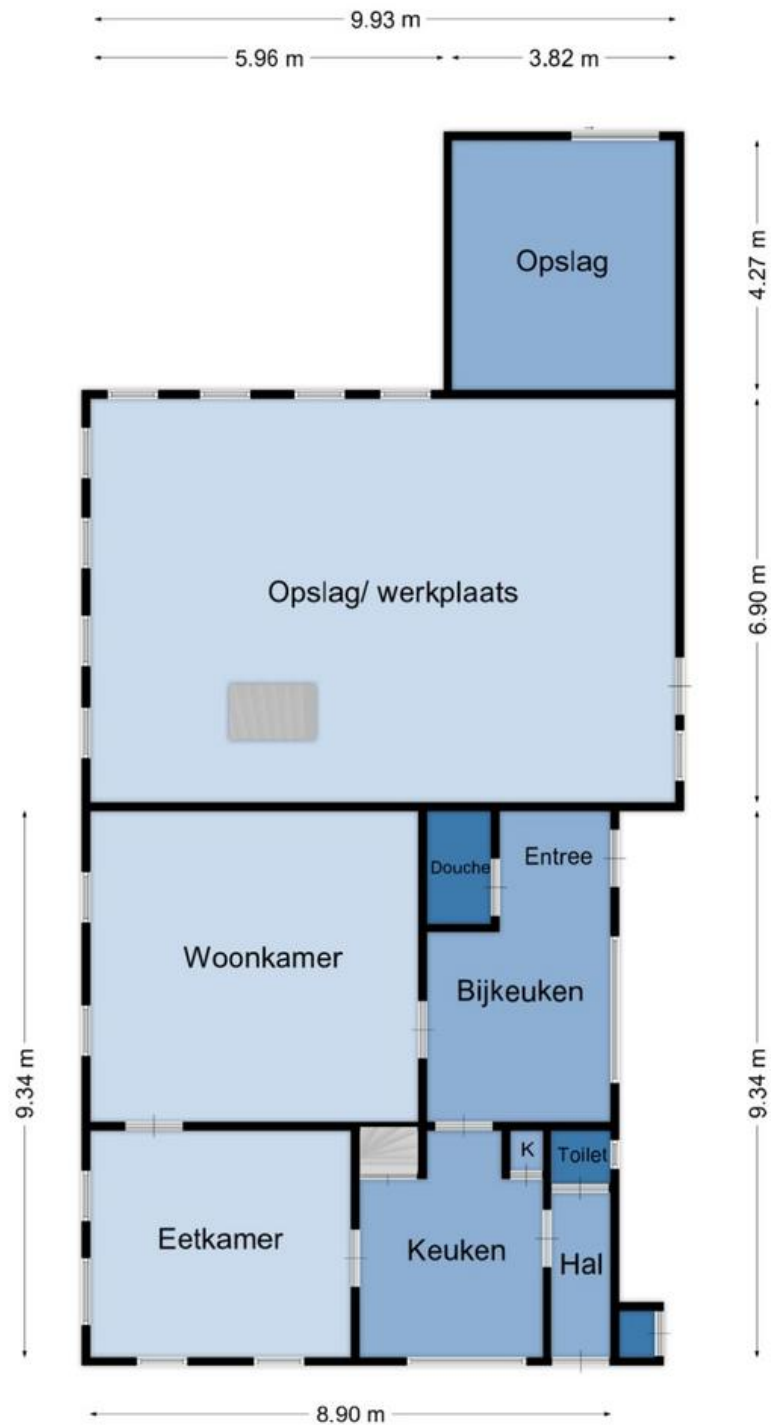 9.93 m
5.96 m
3.82 m
Opslag
4.27 m
Opslag/ werkplaats
6.90 m
Douche
Entree
Woonkamer
Bijkeuken
9.34 m
9.34 m
K
Toilet
Eetkamer
Keuken
Hal
8.90 m